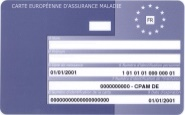 CARTE EUROPÉENNE D'ASSURANCE MALADIE
FR
01/01/2001 1 01 01 01 088 000 01
0000000000 - CPAM DE
00000000000000000000 01/01/2001